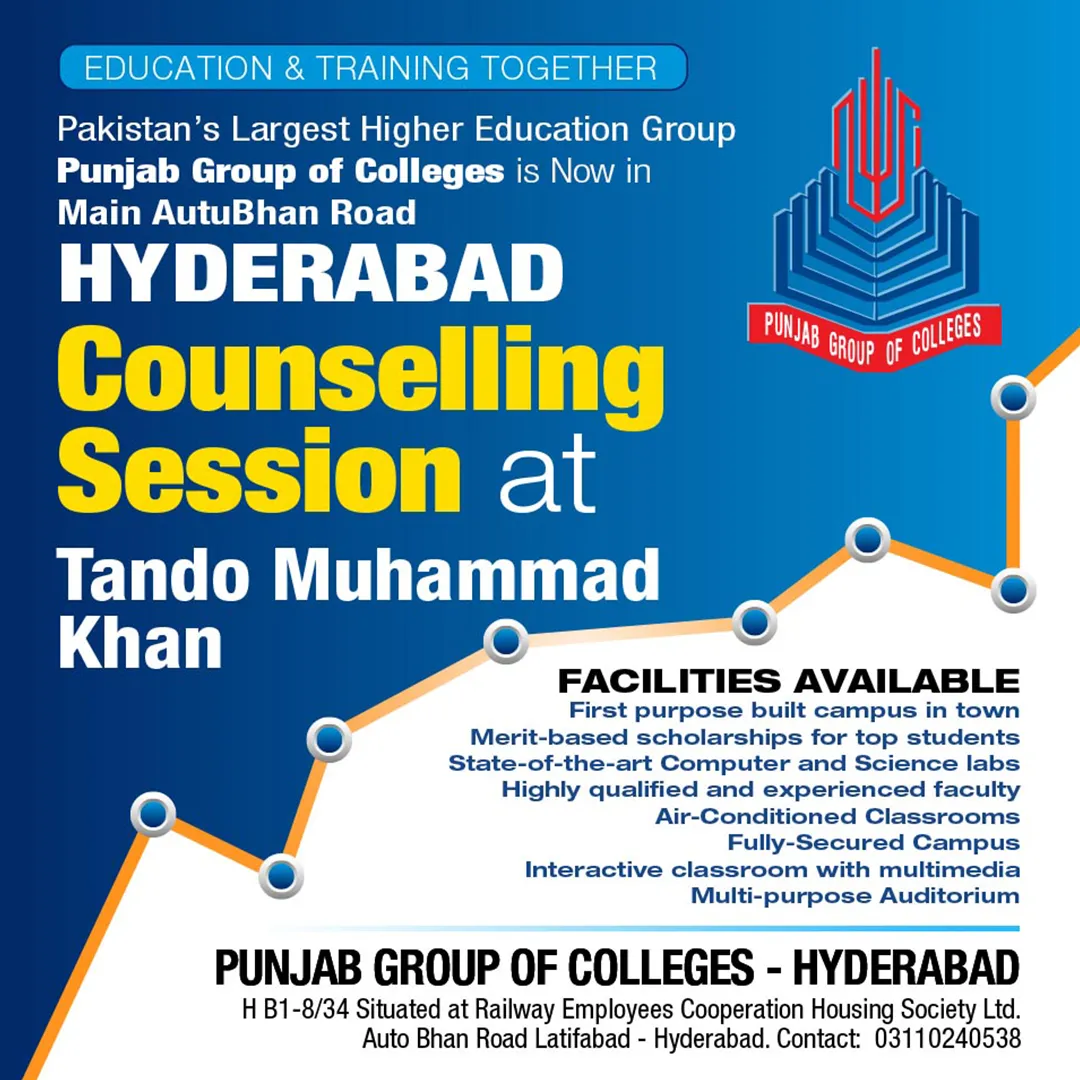 EDUCATION & TRAINING TOGETHER
Pakistan's Largest Higher Education Group
Punjab Group of Colleges is Now in
Main AutuBhan Road
HYDERABAD
Counselling
Session at
Tando Muhammad
Khan
PUNJAB GROUP OF COLLEGES
FACILITIES AVAILABLE
First purpose built campus in town
Merit-based scholarships for top students
State-of-the-art Computer and Science labs
Highly qualified and experienced faculty
Air-Conditioned Classrooms
Fully-Secured Campus
Interactive classroom with multimedia
Multi-purpose Auditorium
PUNJAB GROUP OF COLLEGES - HYDERABAD
H B1-8/34 Situated at Railway Employees Cooperation Housing Society Ltd.
Auto Bhan Road Latifabad - Hyderabad. Contact: 03110240538